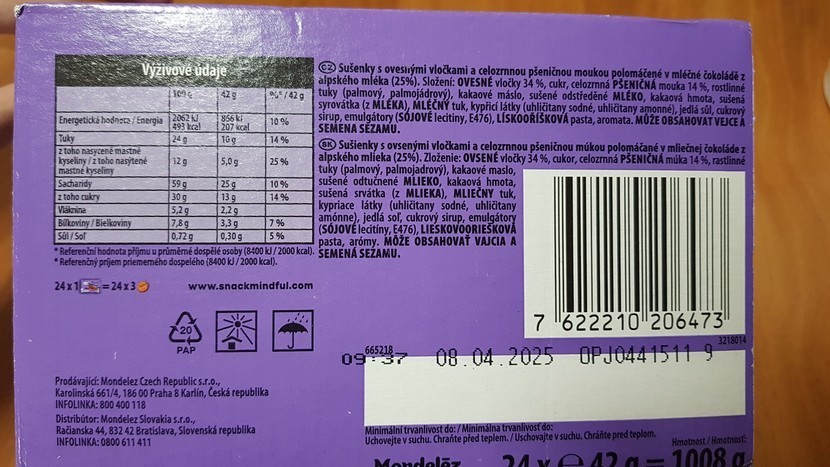 Výživové údaje
100 g 42 g %* / 42 g
Energetická hodnota / Energia 2062 kJ 493 kcal 856 kJ 207 kcal 10 %
Tuky 24 g 10 g 14 %
z toho nasycené mastné kyseliny / z toho nasýtené mastne kyseliny 12 g 5,0 g 25 %
Sacharidy 59 g 25 g 10 %
z toho cukry 30 g 13 g 14 %
Vláknina 5,2 g 2,2 g
Bílkoviny / Bielkoviny 7,8 g 3,3 g 7 %
Sůl / Soľ 0,72 g 0,30 g 5 %
* Referenční hodnota příjmu u průměrné dospělé osoby (8400 kJ / 2000 kcal).
* Referenčný príjem priemerného dospelého (8400 kJ / 2000 kcal).
24 x 1 = 24 x 3
www.snackmindful.com
20
PAP
Prodávající: Mondelez Czech Republic s.r.o.,
Karolinská 661/4, 186 00 Praha 8 Karlín, Česká republika
INFOLINKA: 800 400 118
Distribútor: Mondelez Slovakia s.r.o.,
Račianska 44, 832 42 Bratislava, Slovenská republika
INFOLINKA: 0800 611 411
CZ Sušenky s ovesnými vločkami a celozrnnou pšeničnou moukou polomáčené v mléčné čokoládě z
alpského mléka (25%). Složení: OVESNÉ vločky 34 %, cukr, celozrnná PŠENIČNÁ mouka 14 %, rostlinné
tuky (palmový, palmojádrový), kakaové máslo, sušené odstředěné MLÉKO, kakaová hmota, sušená
syrovátka (z MLÉKA), MLÉČNÝ tuk, kypřicí látky (uhličitany sodné, uhličitany amonné), jedlá sůl, cukrový
sirup, emulgátory (SÓJOVÉ lecitiny, E476), LÍSKOOŘÍŠKOVÁ pasta, aromata. MŮŽE OBSAHOVAT VEJCE A
SEMENA SEZAMU.
SK Sušienky s ovsenými vločkami a celozrnnou pšeničnou múkou polomáčané v mliečnej čokoláde z
alpského mlieka (25%). Zloženie: OVSENÉ vločky 34 %, cukor, celozrnná PŠENIČNÁ múka 14 %, rastlinné
tuky (palmový, palmojadrový), kakaové maslo,
sušené odtučnené MLIEKO, kakaová hmota,
sušená srvátka (z MLIEKA), MLIEČNY tuk,
kypriace látky (uhličitany sodné, uhličitany
amónne), jedlá soľ, cukrový sirup, emulgátory
(SÓJOVÉ lecitíny, E476), LIESKOVOORIEŠKOVÁ
pasta, arómy. MÔŽE OBSAHOVAŤ VAJCIA A
SEMENÁ SEZAMU.
7 622210 206473
3218014
665218
09:37 08.04.2025 OPJ0441511 9
Minimální trvanlivost do: / Minimálna trvanlivosť do:
Uchovejte v suchu. Chraňte před teplem. / Uschovajte v suchu. Chráňte pred teplom.
Hmotnost / Hmotnosť:
Mondelēz
24 x e 42 g = 1008 g